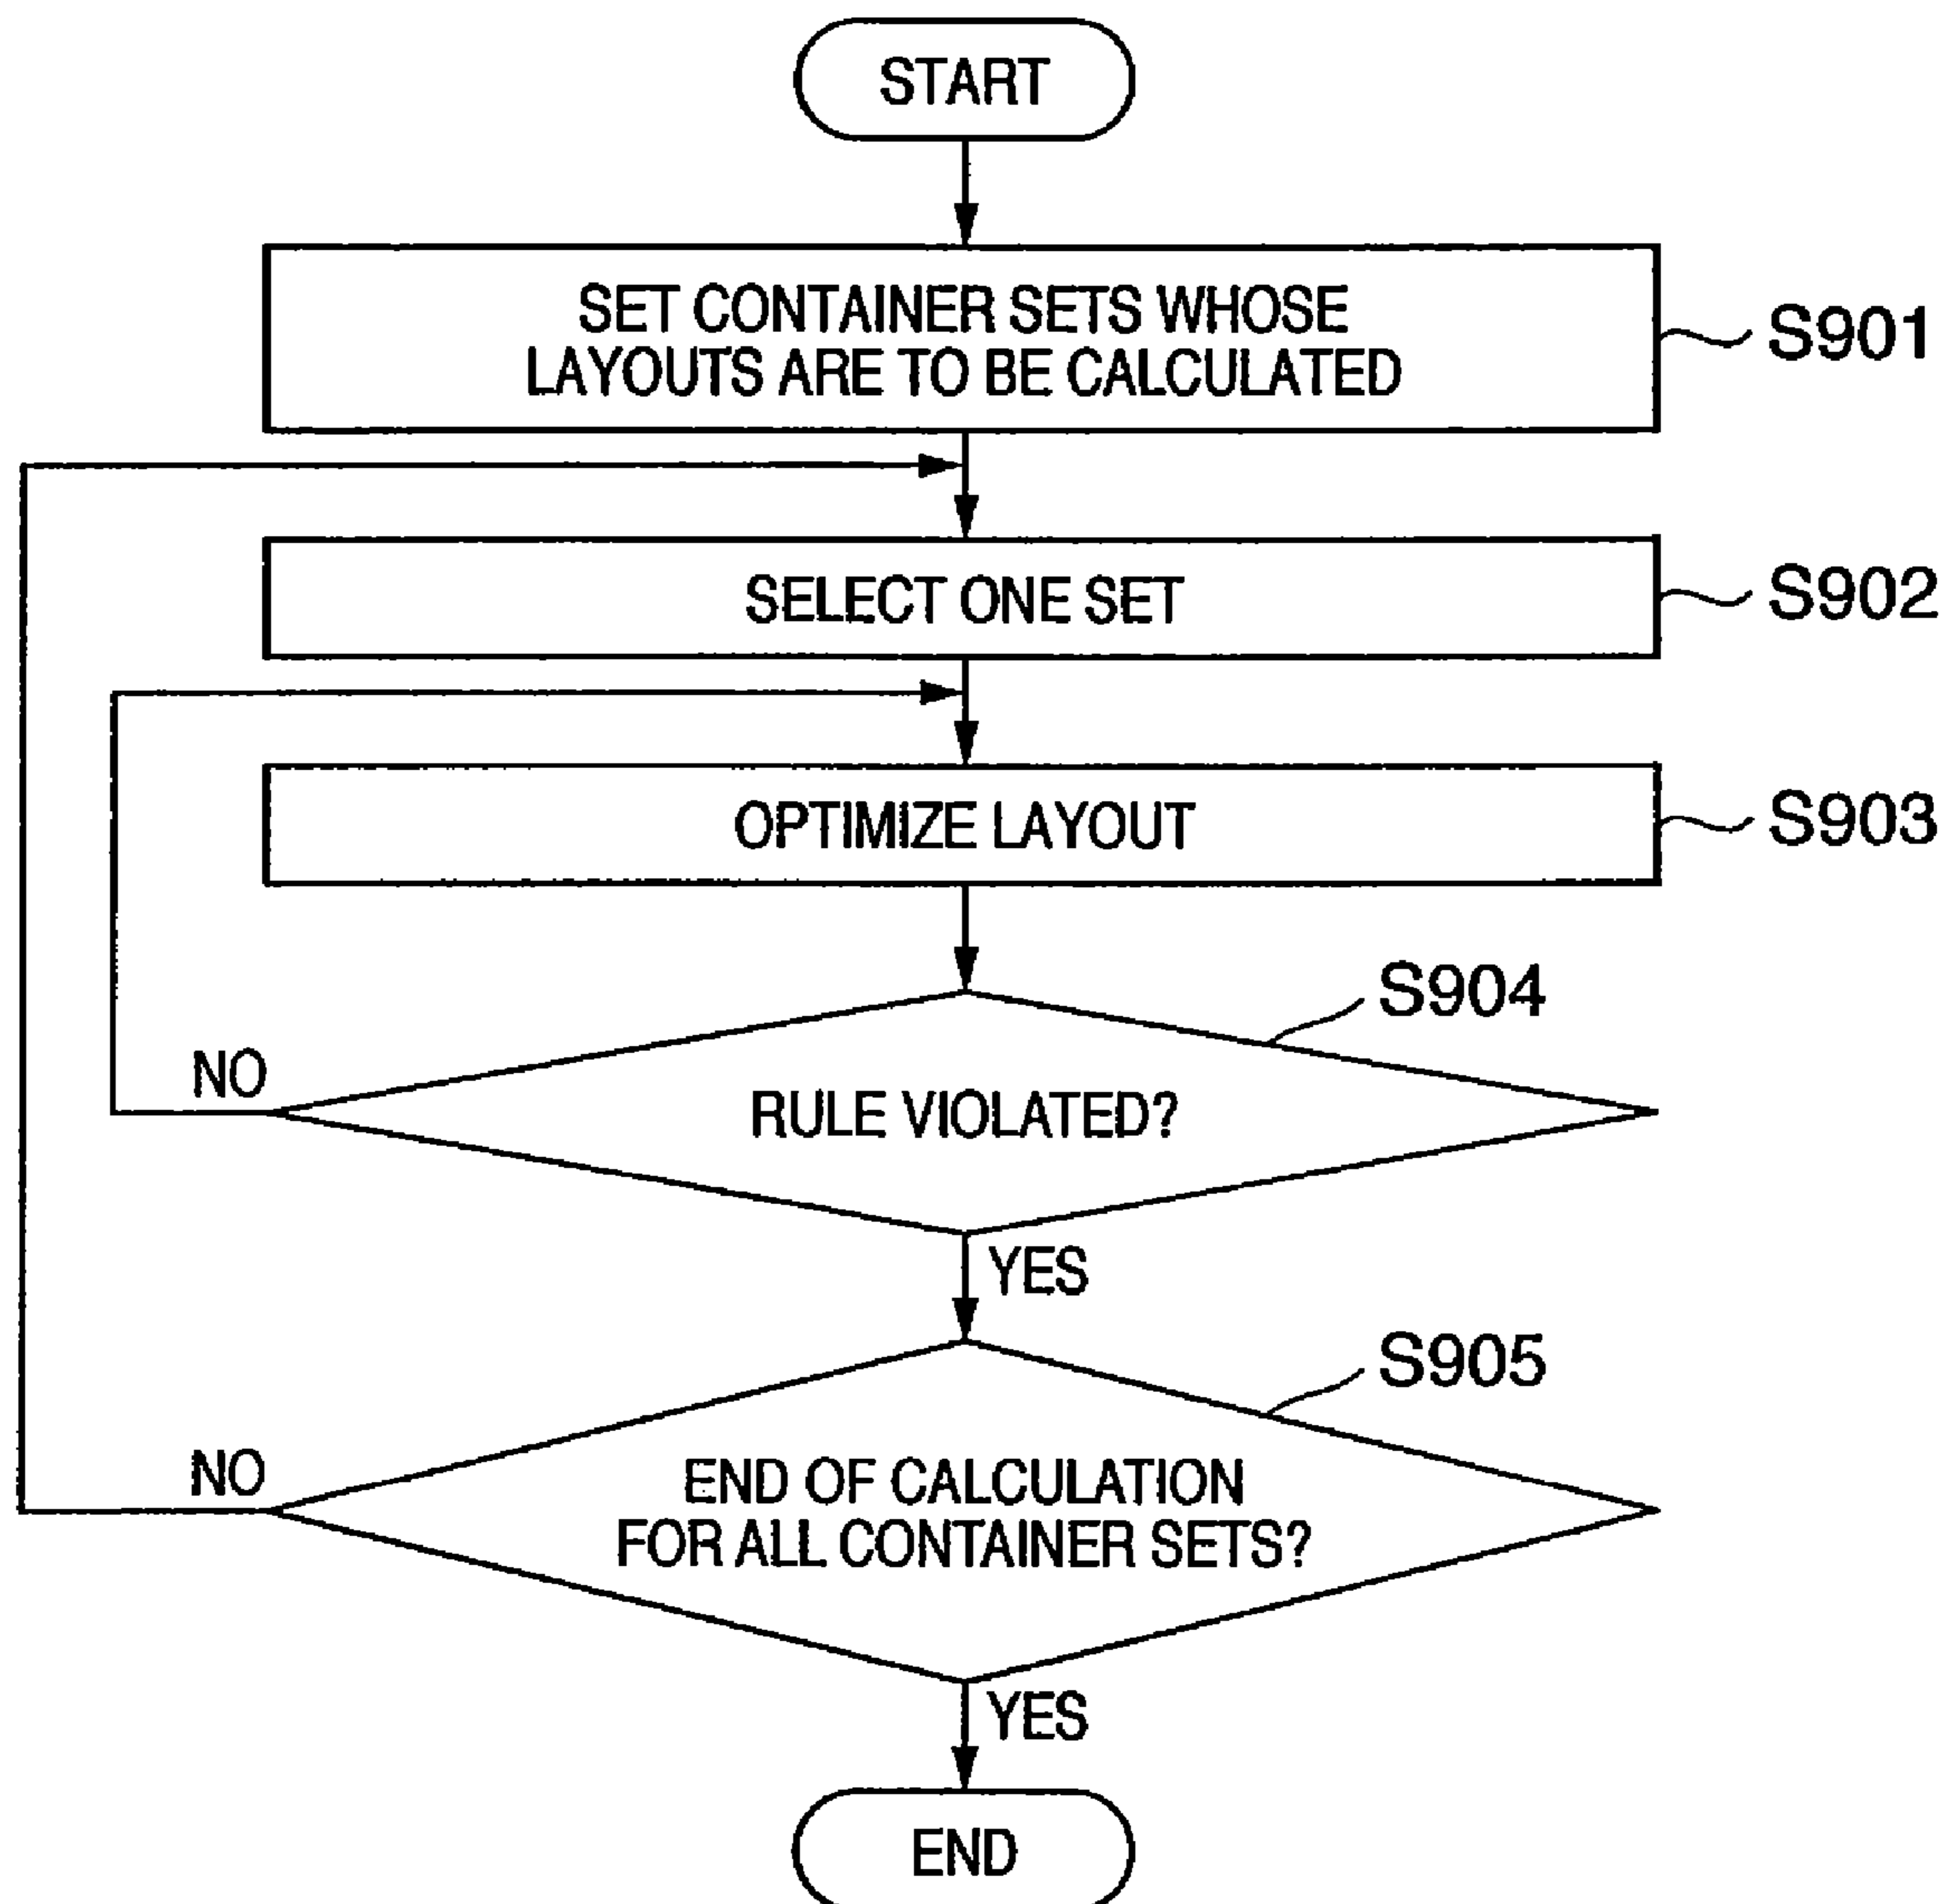 START
SET CONTAINER SETS WHOSE
LAYOUTS ARE TO BE CALCULATED
S901
SELECT ONE SET
S902
OPTIMIZE LAYOUT
S903
S904
NO
RULE VIOLATED?
YES
S905
NO
END OF CALCULATION
FOR ALL CONTAINER SETS?
YES
END